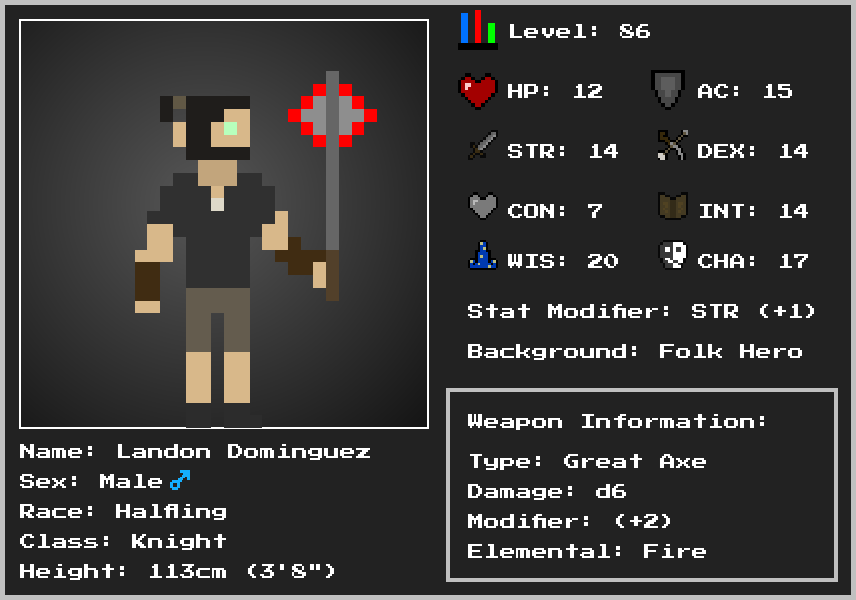 Level: 86
HP: 12
AC: 15
STR: 14
DEX: 14
CON: 7
INT: 14
WIS: 20
CHA: 17
Stat Modifier: STR (+1)
Background: Folk Hero
Weapon Information:
Type: Great Axe
Damage: d6
Modifier: (+2)
Elemental: Fire
Name: Landon Dominguez
Sex: Male♂
Race: Halfling
Class: Knight
Height: 113cm (3'8")